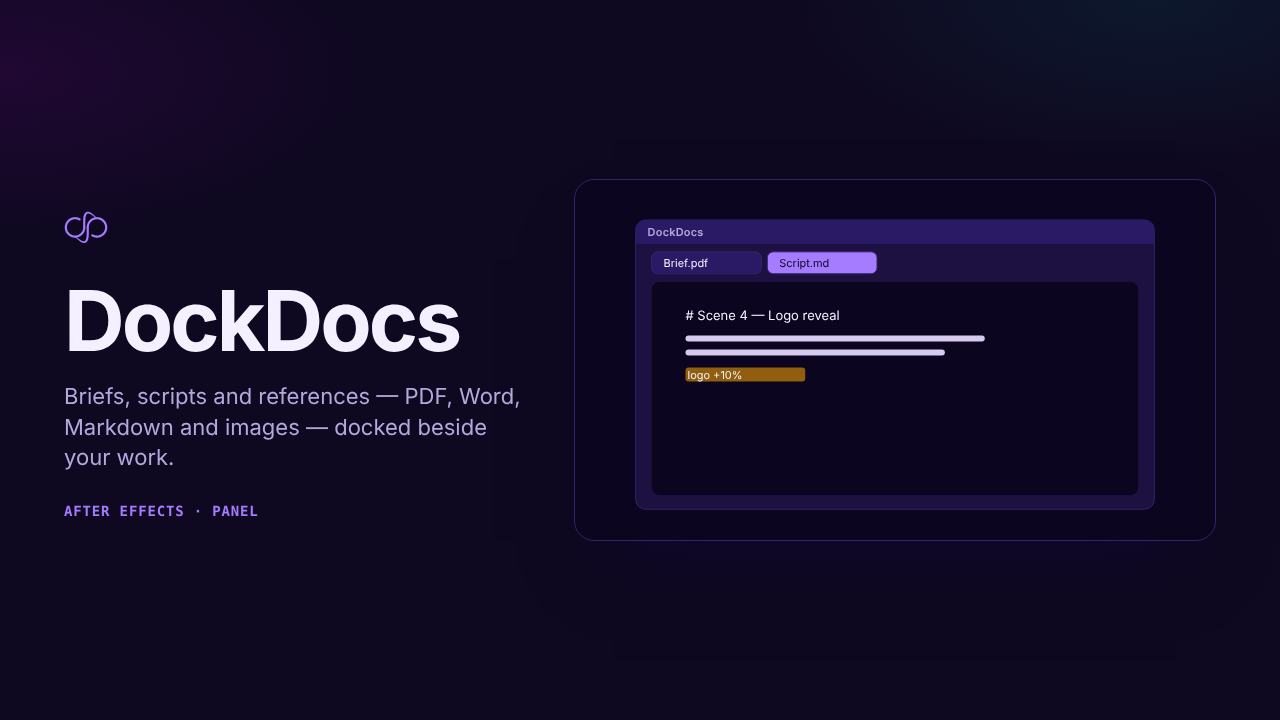 DockDocs
Briefs, scripts and references — PDF, Word,
Markdown and images — docked beside
your work.
AFTER EFFECTS · PANEL
DockDocs
Brief.pdf
Script.md
# Scene 4 — Logo reveal
logo +10%